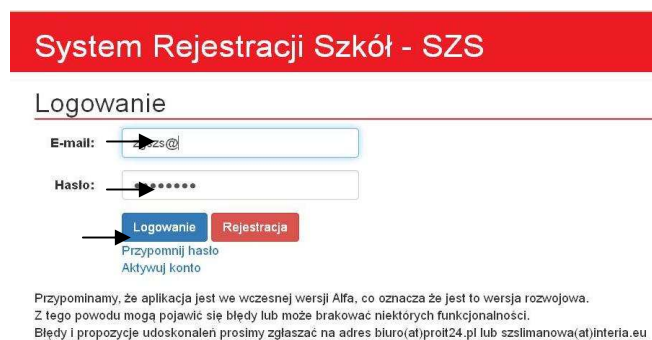 System Rejestracji Szkół - SZS
Logowanie
E-mail:
Hasło:
Logowanie Rejestracja
Przypomnij hasło
Aktywuj konto
Przypominamy, że aplikacja jest we wczesnej wersji Alfa, co oznacza że jest to wersja rozwojowa.
Z tego powodu mogą pojawić się błędy lub może brakować niektórych funkcjonalności.
Błędy i propozycje udoskonaleń prosimy zgłaszać na adres biuro(at)proit24.pl lub szslimanowa(at)interia.eu